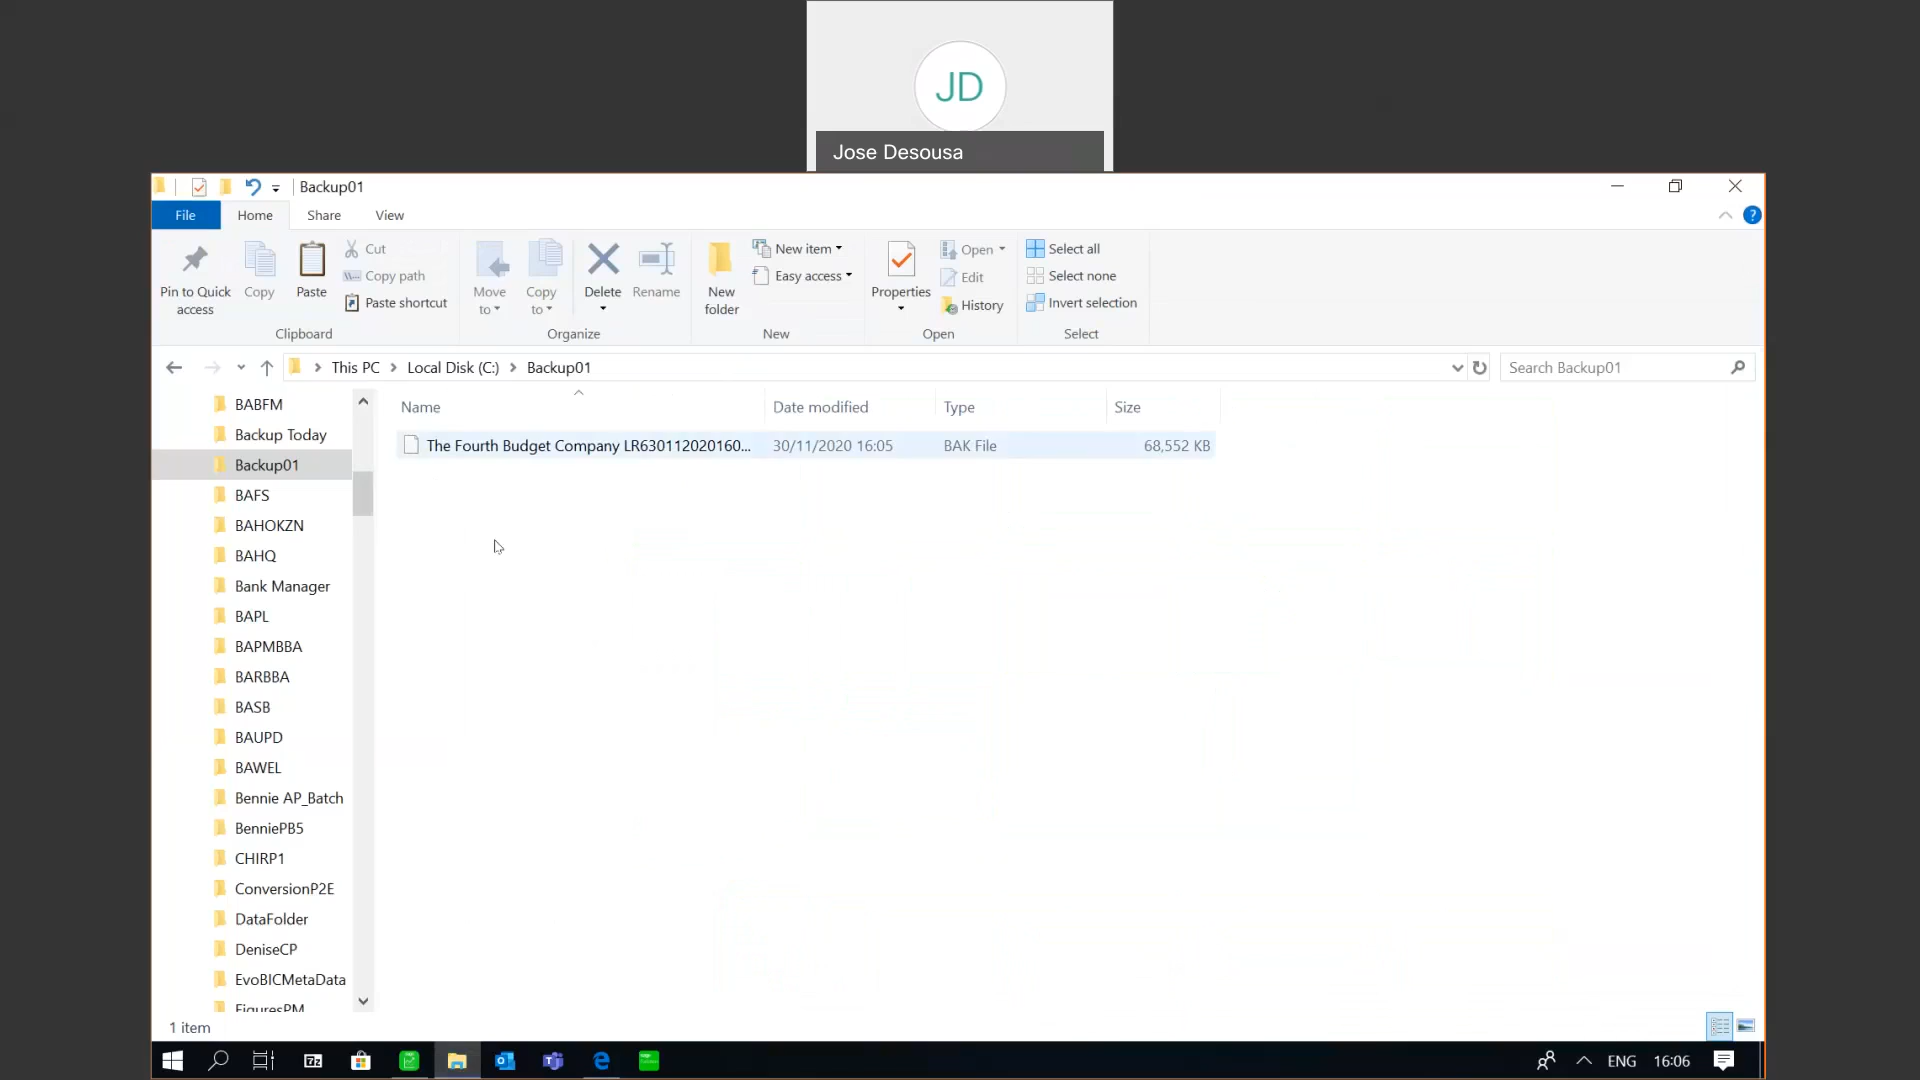 JD
Jose Desousa
Backup01
File Home Share View
Pin to Quick access
Copy
Paste
Cut
Copy path
Paste shortcut
Clipboard
Move to
Copy to
Delete
Rename
Organize
New folder
New item
Easy access
New
Properties
Open
Edit
History
Open
Select all
Select none
Invert selection
Select
This PC > Local Disk (C:) > Backup01
Search Backup01
Name Date modified Type Size
The Fourth Budget Company LR630112020160... 30/11/2020 16:05 BAK File 68,552 KB
BABFM
Backup Today
Backup01
BAFS
BAHOKZN
BAHQ
Bank Manager
BAPL
BAPMBBA
BARBBA
BASB
BAUPD
BAWEL
Bennie AP_Batch
BenniePB5
CHIRP1
ConversionP2E
DataFolder
DeniseCP
EvoBICMetaData
FiguresPM
1 item
7z
ENG 16:06